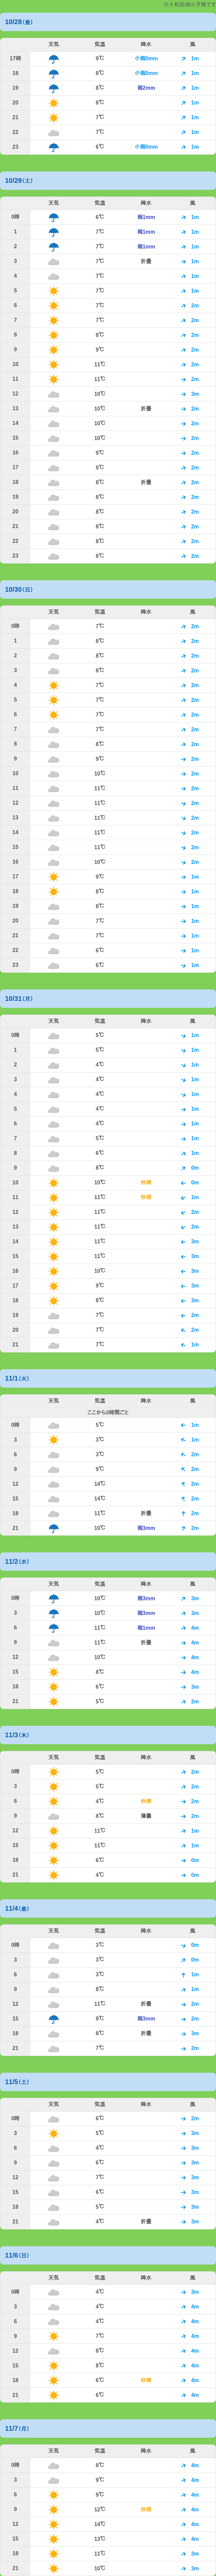 ※十和田湖の予報です
10/28(金)
天気 気温 降水 風
17時 9℃ 小雨0mm 1m
18 8℃ 小雨0mm 1m
19 8℃ 雨2mm 1m
20 8℃ 1m
21 7℃ 1m
22 7℃ 1m
23 6℃ 小雨0mm 1m
10/29(土)
天気 気温 降水 風
0時 6℃ 雨1mm 1m
1 7℃ 雨1mm 1m
2 7℃ 雨1mm 1m
3 7℃ 折曇 1m
4 7℃ 1m
5 7℃ 1m
6 7℃ 2m
7 7℃ 2m
8 8℃ 2m
9 9℃ 2m
10 11℃ 2m
11 11℃ 2m
12 10℃ 3m
13 10℃ 折曇 2m
14 10℃ 2m
15 10℃ 2m
16 9℃ 2m
17 9℃ 2m
18 8℃ 折曇 2m
19 8℃ 2m
20 8℃ 2m
21 8℃ 2m
22 8℃ 2m
23 8℃ 2m
10/30(日)
天気 気温 降水 風
0時 7℃ 2m
1 8℃ 2m
2 8℃ 2m
3 8℃ 2m
4 7℃ 2m
5 7℃ 2m
6 7℃ 2m
7 7℃ 2m
8 8℃ 2m
9 9℃ 2m
10 10℃ 2m
11 11℃ 2m
12 11℃ 2m
13 11℃ 2m
14 11℃ 2m
15 11℃ 2m
16 10℃ 2m
17 9℃ 1m
18 8℃ 1m
19 8℃ 1m
20 7℃ 1m
21 7℃ 1m
22 6℃ 1m
23 6℃ 1m
10/31(月)
天気 気温 降水 風
0時 5℃ 1m
1 5℃ 1m
2 4℃ 1m
3 4℃ 1m
4 4℃ 1m
5 4℃ 1m
6 4℃ 1m
7 5℃ 1m
8 6℃ 1m
9 8℃ 0m
10 10℃ 快晴 0m
11 11℃ 快晴 1m
12 11℃ 2m
13 11℃ 2m
14 11℃ 3m
15 11℃ 3m
16 10℃ 3m
17 9℃ 3m
18 8℃ 3m
19 7℃ 2m
20 7℃ 2m
21 7℃ 1m
11/1(火)
天気 気温 降水 風
ここから3時間ごと
0時 5℃ 1m
3 3℃ 1m
6 3℃ 2m
9 9℃ 2m
12 14℃ 2m
15 14℃ 2m
18 11℃ 折曇 2m
21 10℃ 雨3mm 2m
11/2(水)
天気 気温 降水 風
0時 10℃ 雨3mm 3m
3 10℃ 雨3mm 3m
6 11℃ 雨1mm 4m
9 11℃ 折曇 4m
12 10℃ 4m
15 8℃ 4m
18 6℃ 3m
21 5℃ 2m
11/3(木)
天気 気温 降水 風
0時 5℃ 2m
3 5℃ 2m
6 4℃ 快晴 2m
9 8℃ 薄曇 2m
12 11℃ 1m
15 11℃ 1m
18 6℃ 0m
21 4℃ 0m
11/4(金)
天気 気温 降水 風
0時 3℃ 0m
3 3℃ 0m
6 3℃ 1m
9 8℃ 1m
12 11℃ 折曇 2m
15 9℃ 雨3mm 2m
18 8℃ 折曇 3m
21 7℃ 2m
11/5(土)
天気 気温 降水 風
0時 6℃ 2m
3 5℃ 3m
6 4℃ 3m
9 6℃ 3m
12 7℃ 3m
15 6℃ 3m
18 5℃ 3m
21 4℃ 折曇 3m
11/6(日)
天気 気温 降水 風
0時 4℃ 3m
3 4℃ 4m
6 4℃ 4m
9 7℃ 4m
12 8℃ 4m
15 8℃ 4m
18 6℃ 快晴 4m
21 6℃ 4m
11/7(月)
天気 気温 降水 風
0時 8℃ 4m
3 9℃ 4m
6 9℃ 4m
9 12℃ 快晴 4m
12 14℃ 4m
15 13℃ 4m
18 11℃ 3m
21 10℃ 3m